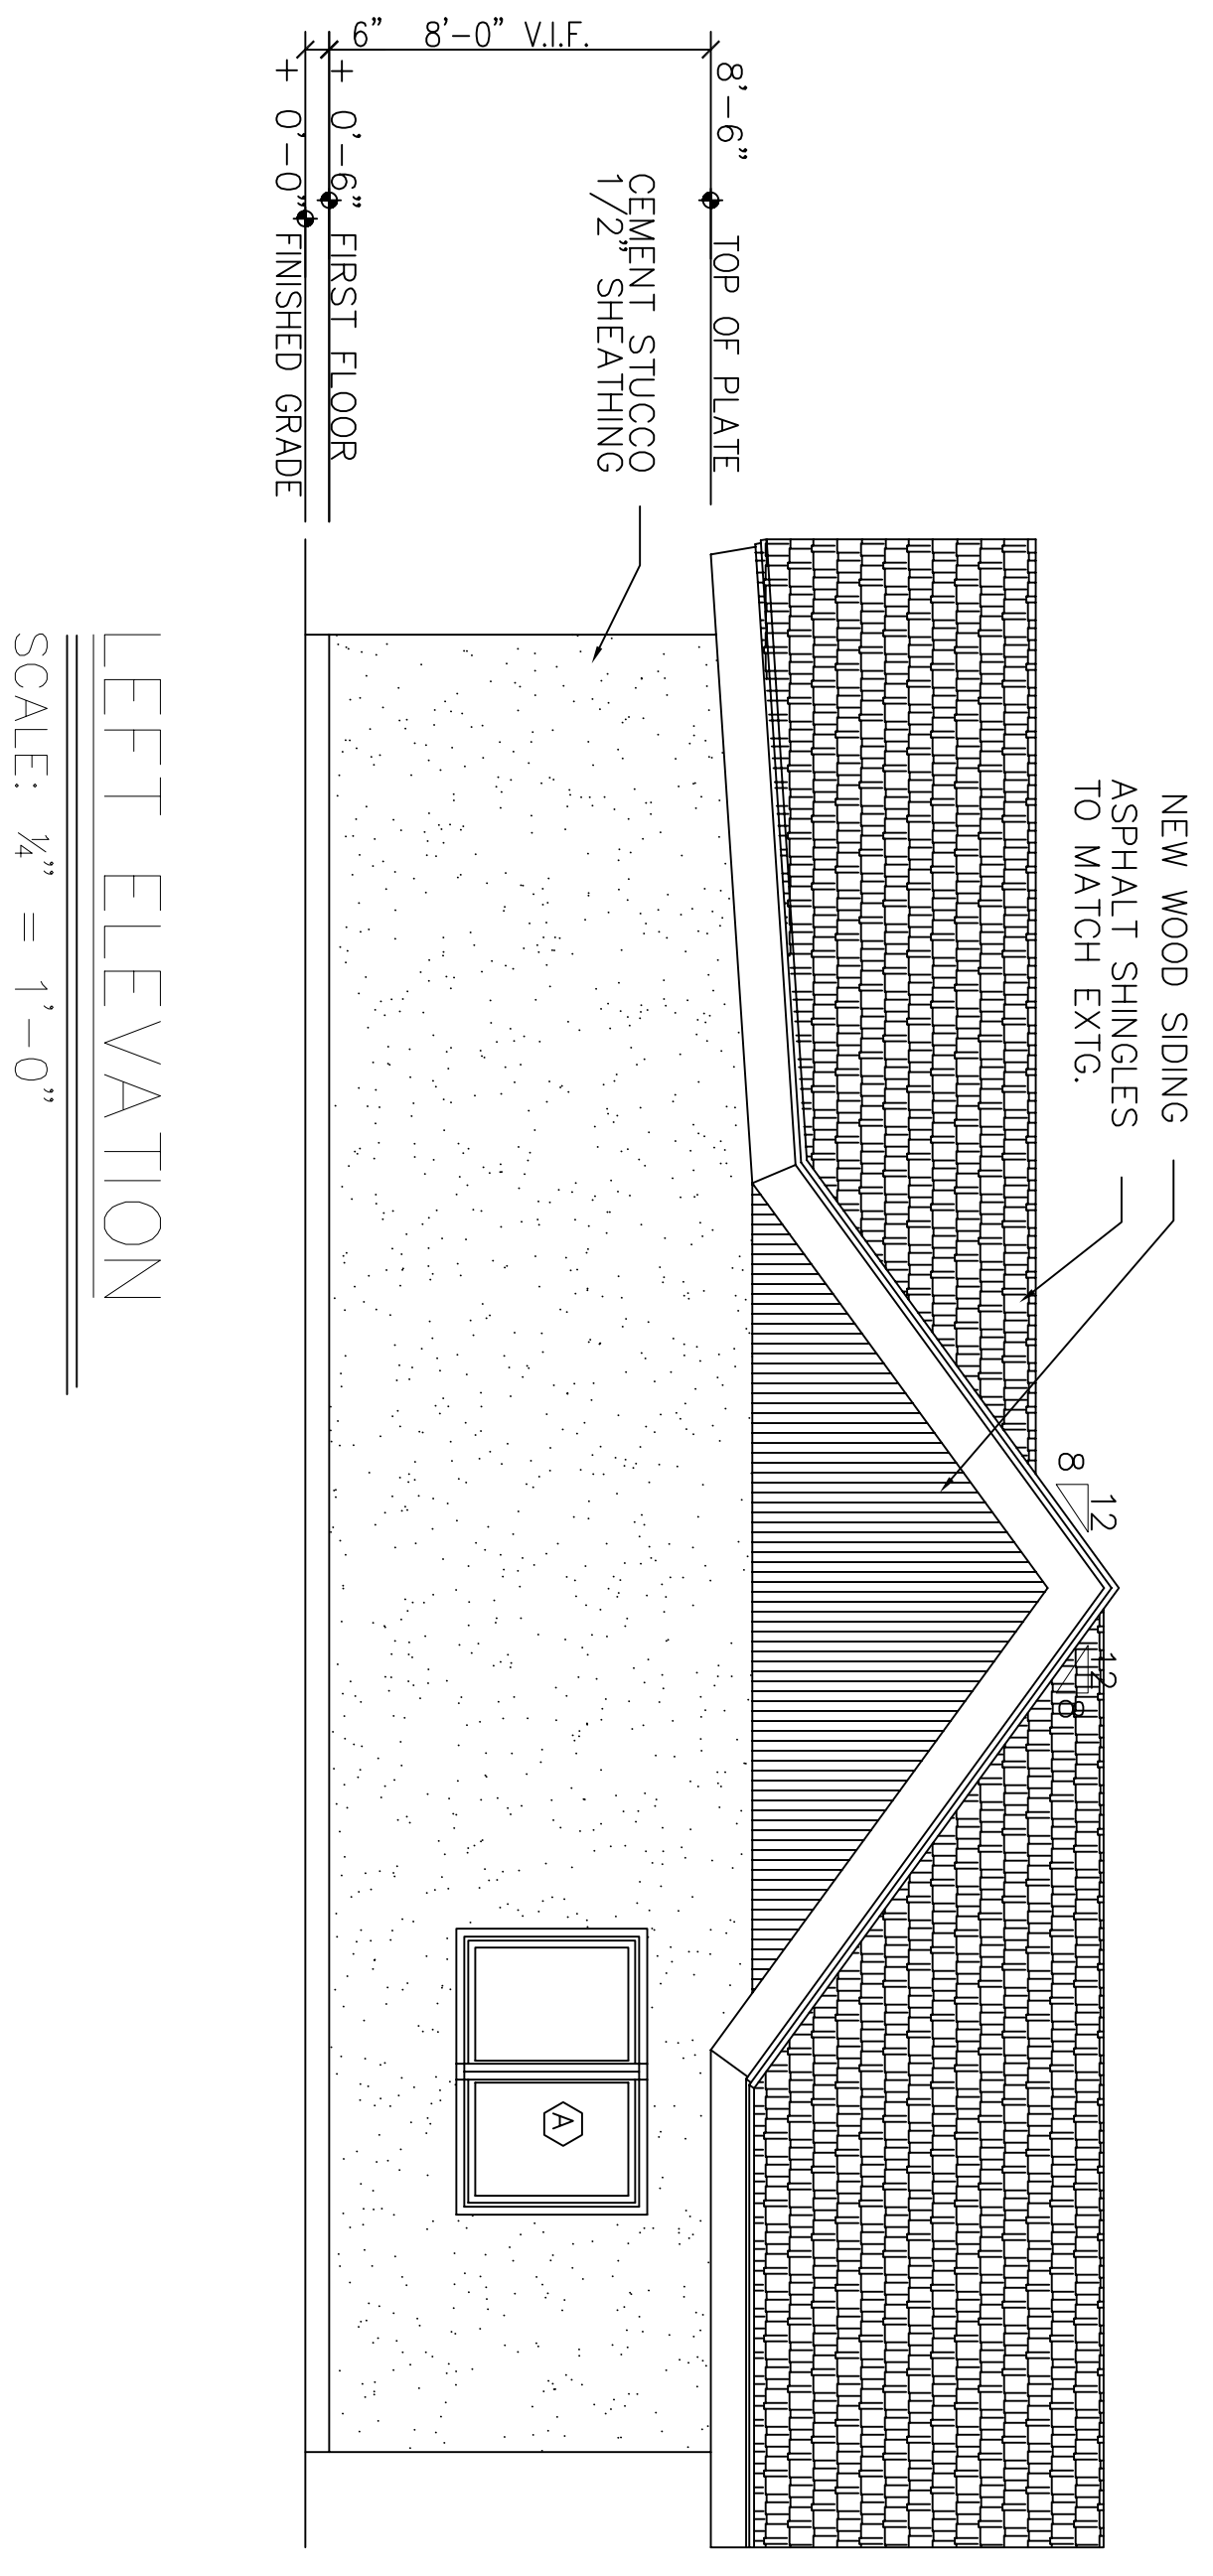 NEW WOOD SIDING
ASPHALT SHINGLES
TO MATCH EXTG.
12
8
12
8
8'-6" TOP OF PLATE
CEMENT STUCCO
1/2" SHEATHING
8'-0" V.I.F.
6"
+ 0'-6" FIRST FLOOR
+ 0'-0" FINISHED GRADE
A
LEFT ELEVATION
SCALE: ¼" = 1'-0"